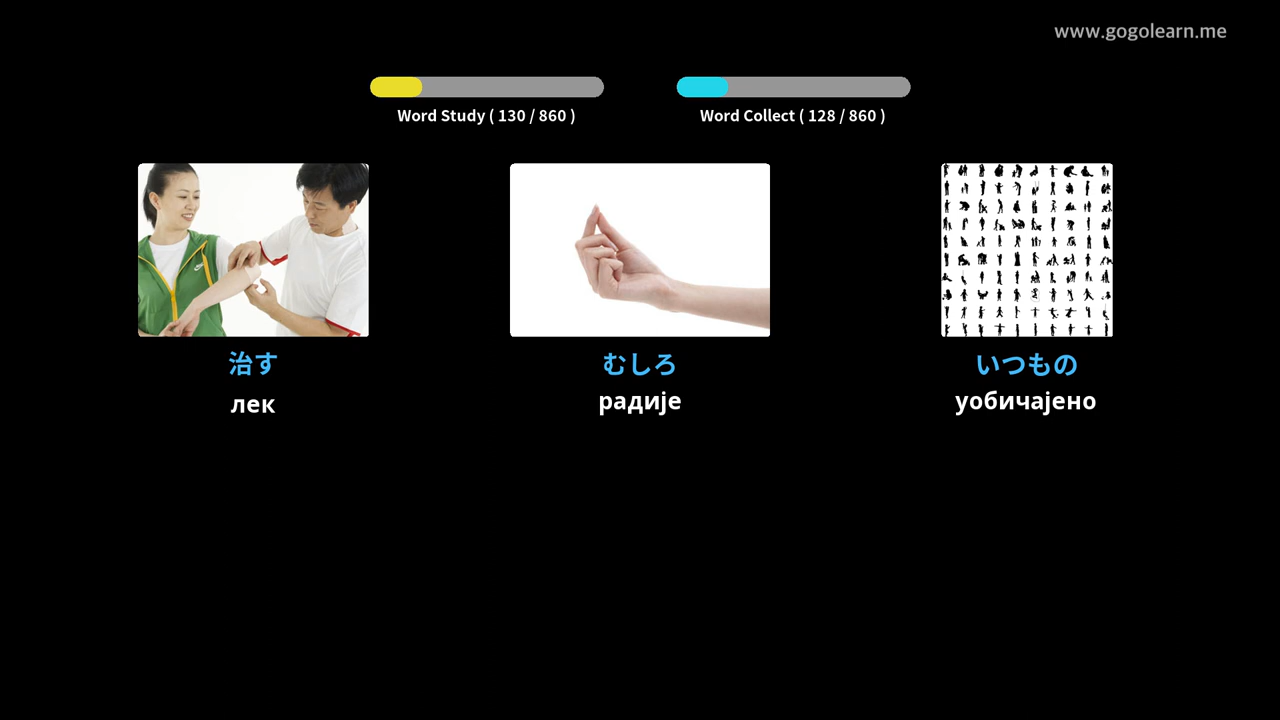 www.gogolearn.me
Word Study ( 130 / 860 )
Word Collect ( 128 / 860 )
治す
лек
むしろ
радије
いつもの
уобичајено